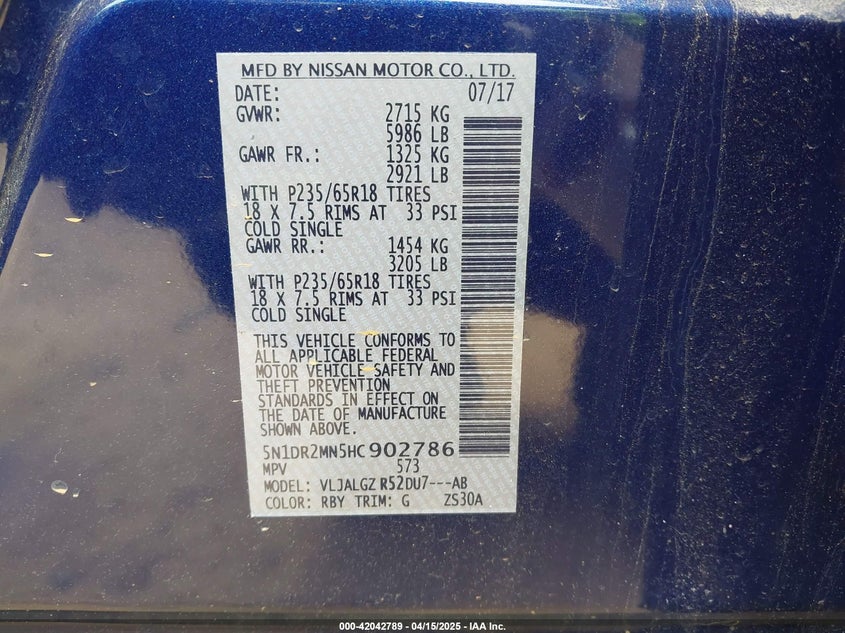 MFD BY NISSAN MOTOR CO., LTD.
DATE: 07/17
GVWR: 2715 KG
5986 LB
GAWR FR.: 1325 KG
2921 LB
WITH P235/65R18 TIRES
18 X 7.5 RIMS AT 33 PSI
COLD SINGLE
GAWR RR.: 1454 KG
3205 LB
WITH P235/65R18 TIRES
18 X 7.5 RIMS AT 33 PSI
COLD SINGLE
THIS VEHICLE CONFORMS TO
ALL APPLICABLE FEDERAL
MOTOR VEHICLE SAFETY AND
THEFT PREVENTION
STANDARDS IN EFFECT ON
THE DATE OF MANUFACTURE
SHOWN ABOVE.
5N1DR2MN5HC902786
MPV 573
MODEL: VLJALGZ R52DU7---AB
COLOR: RBY TRIM: G ZS30A
000-42042789 - 04/15/2025 - IAA Inc.